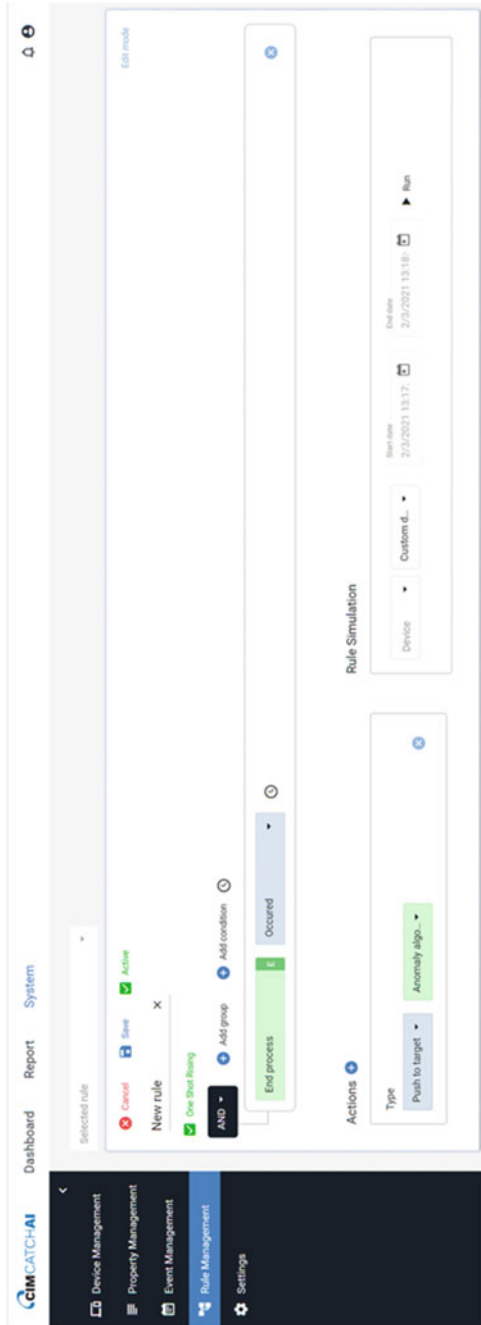 CIMCATCHAI
Dashboard
Report
System
Device Management
Property Management
Event Management
Rule Management
Settings
Selected rule
Edit mode
Cancel
Save
Active
New rule
One Shot Rising
AND
Add group
Add condition
End process
E
Occured
Actions
Type
Push to target
Anomaly algo...
Rule Simulation
Device
Custom d...
Start date
2/3/2021 13:17:
End date
2/3/2021 13:18:
Run